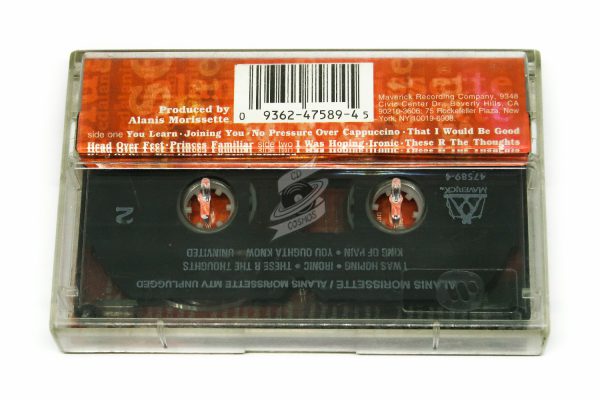 Produced by
Alanis Morissette
0 9362-47589-4 5
Maverick Recording Company, 9348
Civic Center Dr., Beverly Hills, CA
90210-3606; 75 Rockefeller Plaza, New
York, NY 10019-6908.
side one You Learn · Joining You · No Pressure Over Cappuccino · That I Would Be Good
Head Over Feet · Princes Familiar side two I Was Hoping · Ironic · These R The Thoughts
2
CD
COSMOS
MAVERICK
47589-4
ALANIS MORISSETTE / ALANIS MORISSETTE MTV UNPLUGGED
I WAS HOPING • IRONIC • THESE R THE THOUGHTS
KING OF PAIN • YOU OUGHTA KNOW • UNINVITED